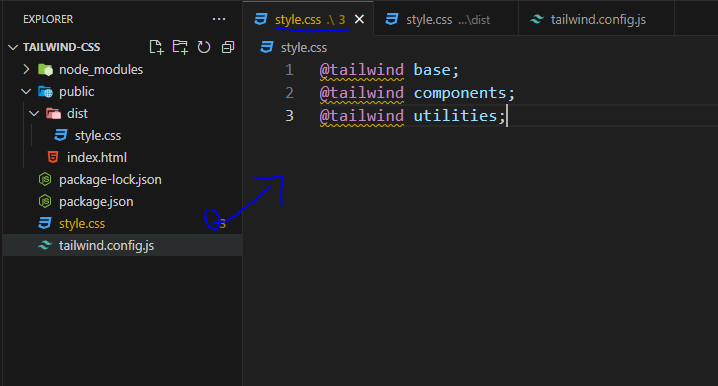 EXPLORER
···
style.css .\ 3
style.css ...\dist
tailwind.config.js
TAILWIND-CSS
style.css
node_modules
1 @tailwind base;
public
2 @tailwind components;
dist
3 @tailwind utilities;
style.css
index.html
package-lock.json
package.json
style.css 3
tailwind.config.js